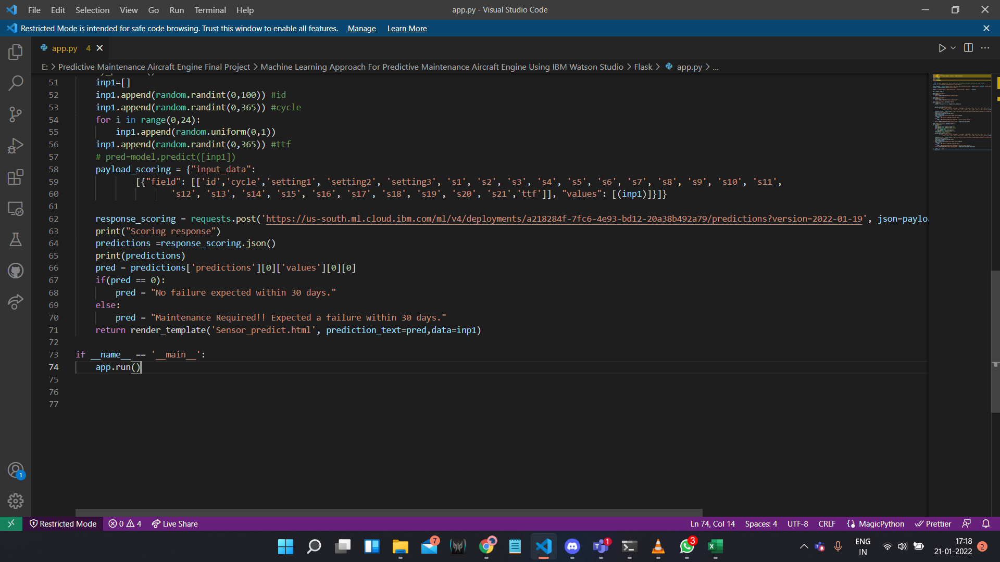 File Edit Selection View Go Run Terminal Help
app.py - Visual Studio Code
Restricted Mode is intended for safe code browsing. Trust this window to enable all features. Manage Learn More
app.py 4
E: > Predictive Maintenance Aircraft Engine Final Project > Machine Learning Approach For Predictive Maintenance Aircraft Engine Using IBM Watson Studio > Flask > app.py > ...
51 inp1=[]
52 inp1.append(random.randint(0,100)) #id
53 inp1.append(random.randint(0,365)) #cycle
54 for i in range(0,24):
55 inp1.append(random.uniform(0,1))
56 inp1.append(random.randint(0,365)) #ttf
57 # pred=model.predict([inp1])
58 payload_scoring = {"input_data":
59 [{"field": [['id','cycle','setting1', 'setting2', 'setting3', 's1', 's2', 's3', 's4', 's5', 's6', 's7', 's8', 's9', 's10', 's11',
60 's12', 's13', 's14', 's15', 's16', 's17', 's18', 's19', 's20', 's21','ttf']], "values": [(inp1)]}]}
61
62 response_scoring = requests.post('https://us-south.ml.cloud.ibm.com/ml/v4/deployments/a218284f-7fc6-4e93-bd12-20a38b492a79/predictions?version=2022-01-19', json=paylo
63 print("Scoring response")
64 predictions =response_scoring.json()
65 print(predictions)
66 pred = predictions['predictions'][0]['values'][0][0]
67 if(pred == 0):
68 pred = "No failure expected within 30 days."
69 else:
70 pred = "Maintenance Required!! Expected a failure within 30 days."
71 return render_template('Sensor_predict.html', prediction_text=pred,data=inp1)
72
73 if __name__ == '__main__':
74 app.run()
75
76
77
1
Restricted Mode 0 4 Live Share
Ln 74, Col 14 Spaces: 4 UTF-8 CRLF MagicPython Prettier
7 1 3
ENG
IN
17:18
21-01-2022
2